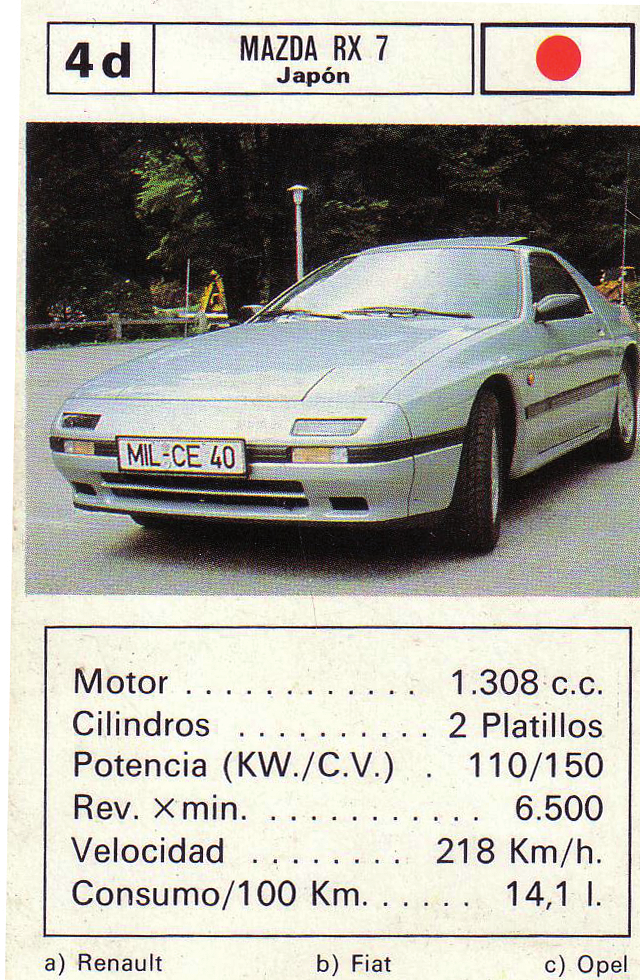 4d
MAZDA RX 7
Japón
MIL-CE 40
Motor . . . . . . . . . . . . 1.308 c.c.
Cilindros . . . . . . . . . . 2 Platillos
Potencia (KW./C.V.) . 110/150
Rev. ×min. . . . . . . . . . . . 6.500
Velocidad . . . . . . . . 218 Km/h.
Consumo/100 Km. . . . . . 14,1 l.
a) Renault b) Fiat c) Opel